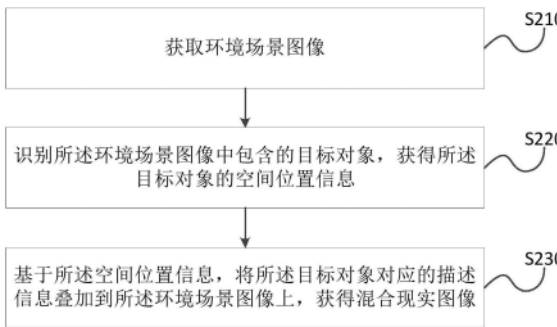 S210
获取环境场景图像
S220
识别所述环境场景图像中包含的目标对象，获得所述
目标对象的空间位置信息
S230
基于所述空间位置信息，将所述目标对象对应的描述
信息叠加到所述环境场景图像上，获得混合现实图像